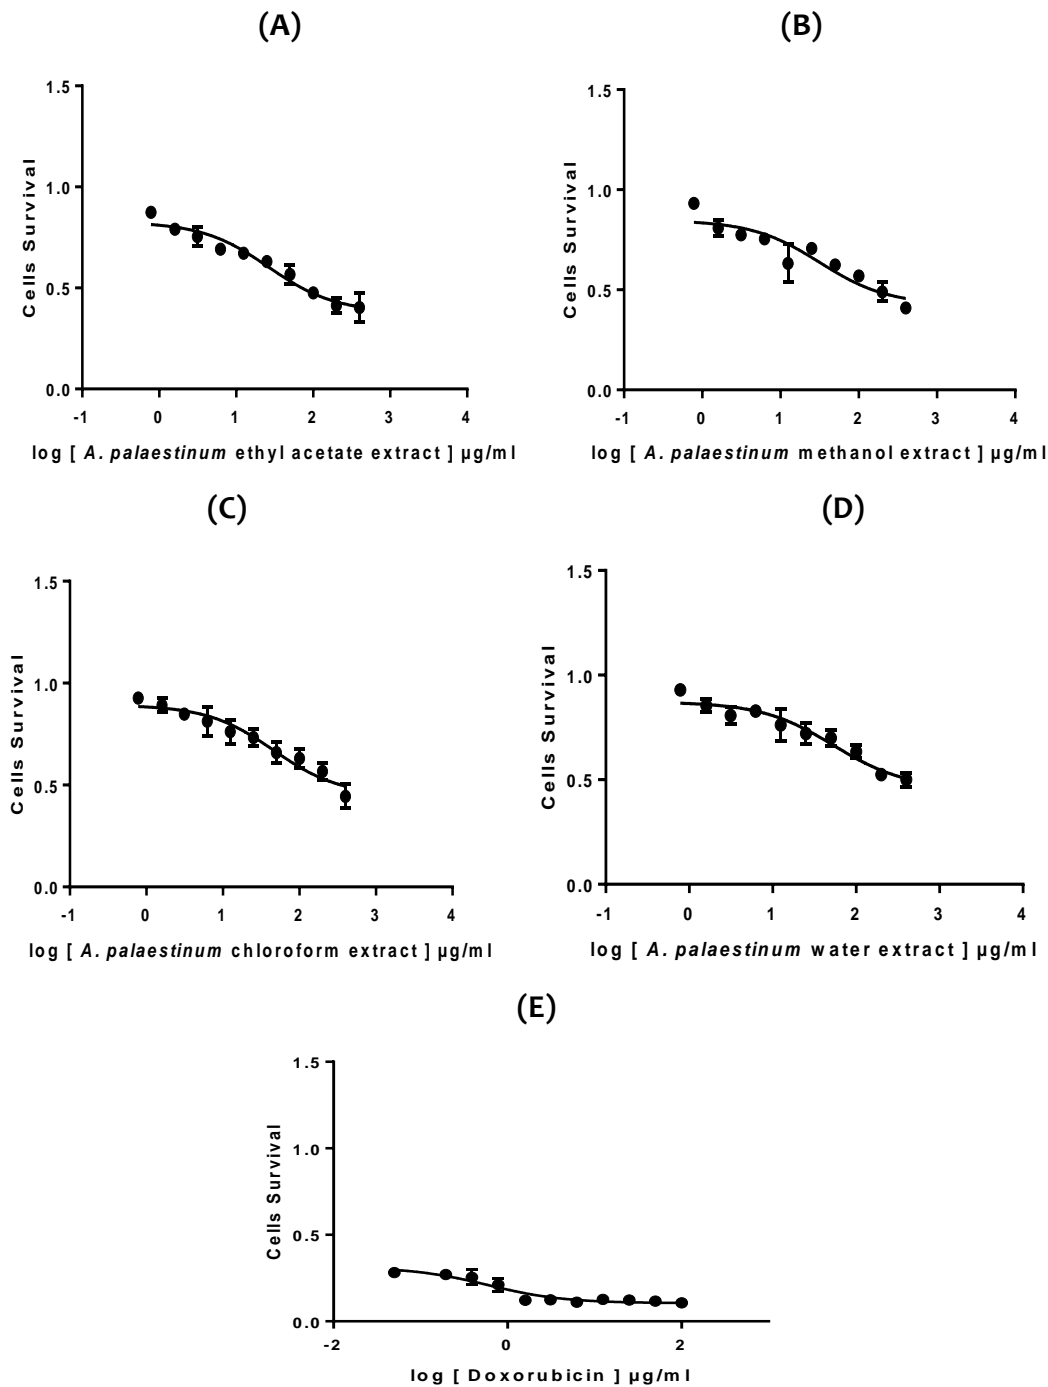 (A)
(B)
1.5
1.0
0.5
0.0
Cells Survival
-1 0 1 2 3 4
log [ A. palaestinum ethyl acetate extract ] µg/ml
1.5
1.0
0.5
0.0
Cells Survival
-1 0 1 2 3 4
log [ A. palaestinum methanol extract ] µg/ml
(C)
(D)
1.5
1.0
0.5
0.0
Cells Survival
-1 0 1 2 3 4
log [ A. palaestinum chloroform extract ] µg/ml
1.5
1.0
0.5
0.0
Cells Survival
-1 0 1 2 3 4
log [ A. palaestinum water extract ] µg/ml
(E)
1.5
1.0
0.5
0.0
Cells Survival
-2 0 2
log [ Doxorubicin ] µg/ml